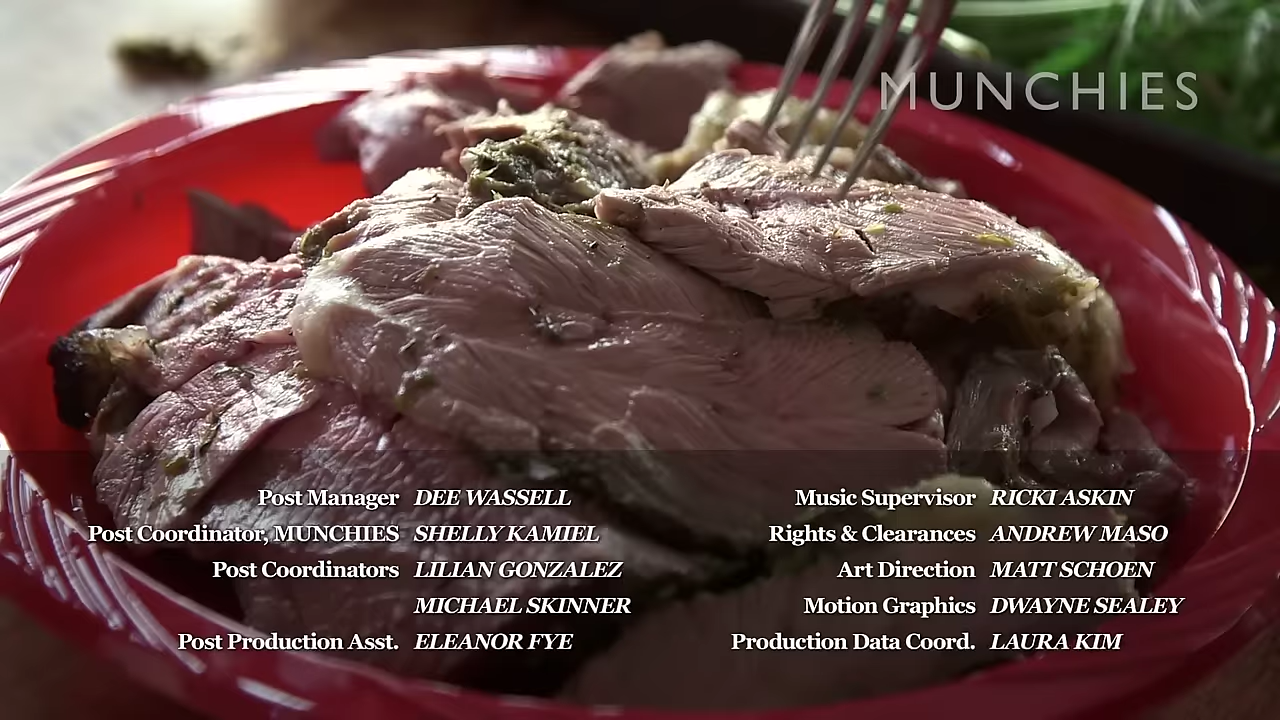 MUNCHIES
Post Manager DEE WASSELL
Post Coordinator, MUNCHIES SHELLY KAMIEL
Post Coordinators LILIAN GONZALEZ
MICHAEL SKINNER
Post Production Asst. ELEANOR FYE
Music Supervisor RICKI ASKIN
Rights & Clearances ANDREW MASO
Art Direction MATT SCHOEN
Motion Graphics DWAYNE SEALEY
Production Data Coord. LAURA KIM